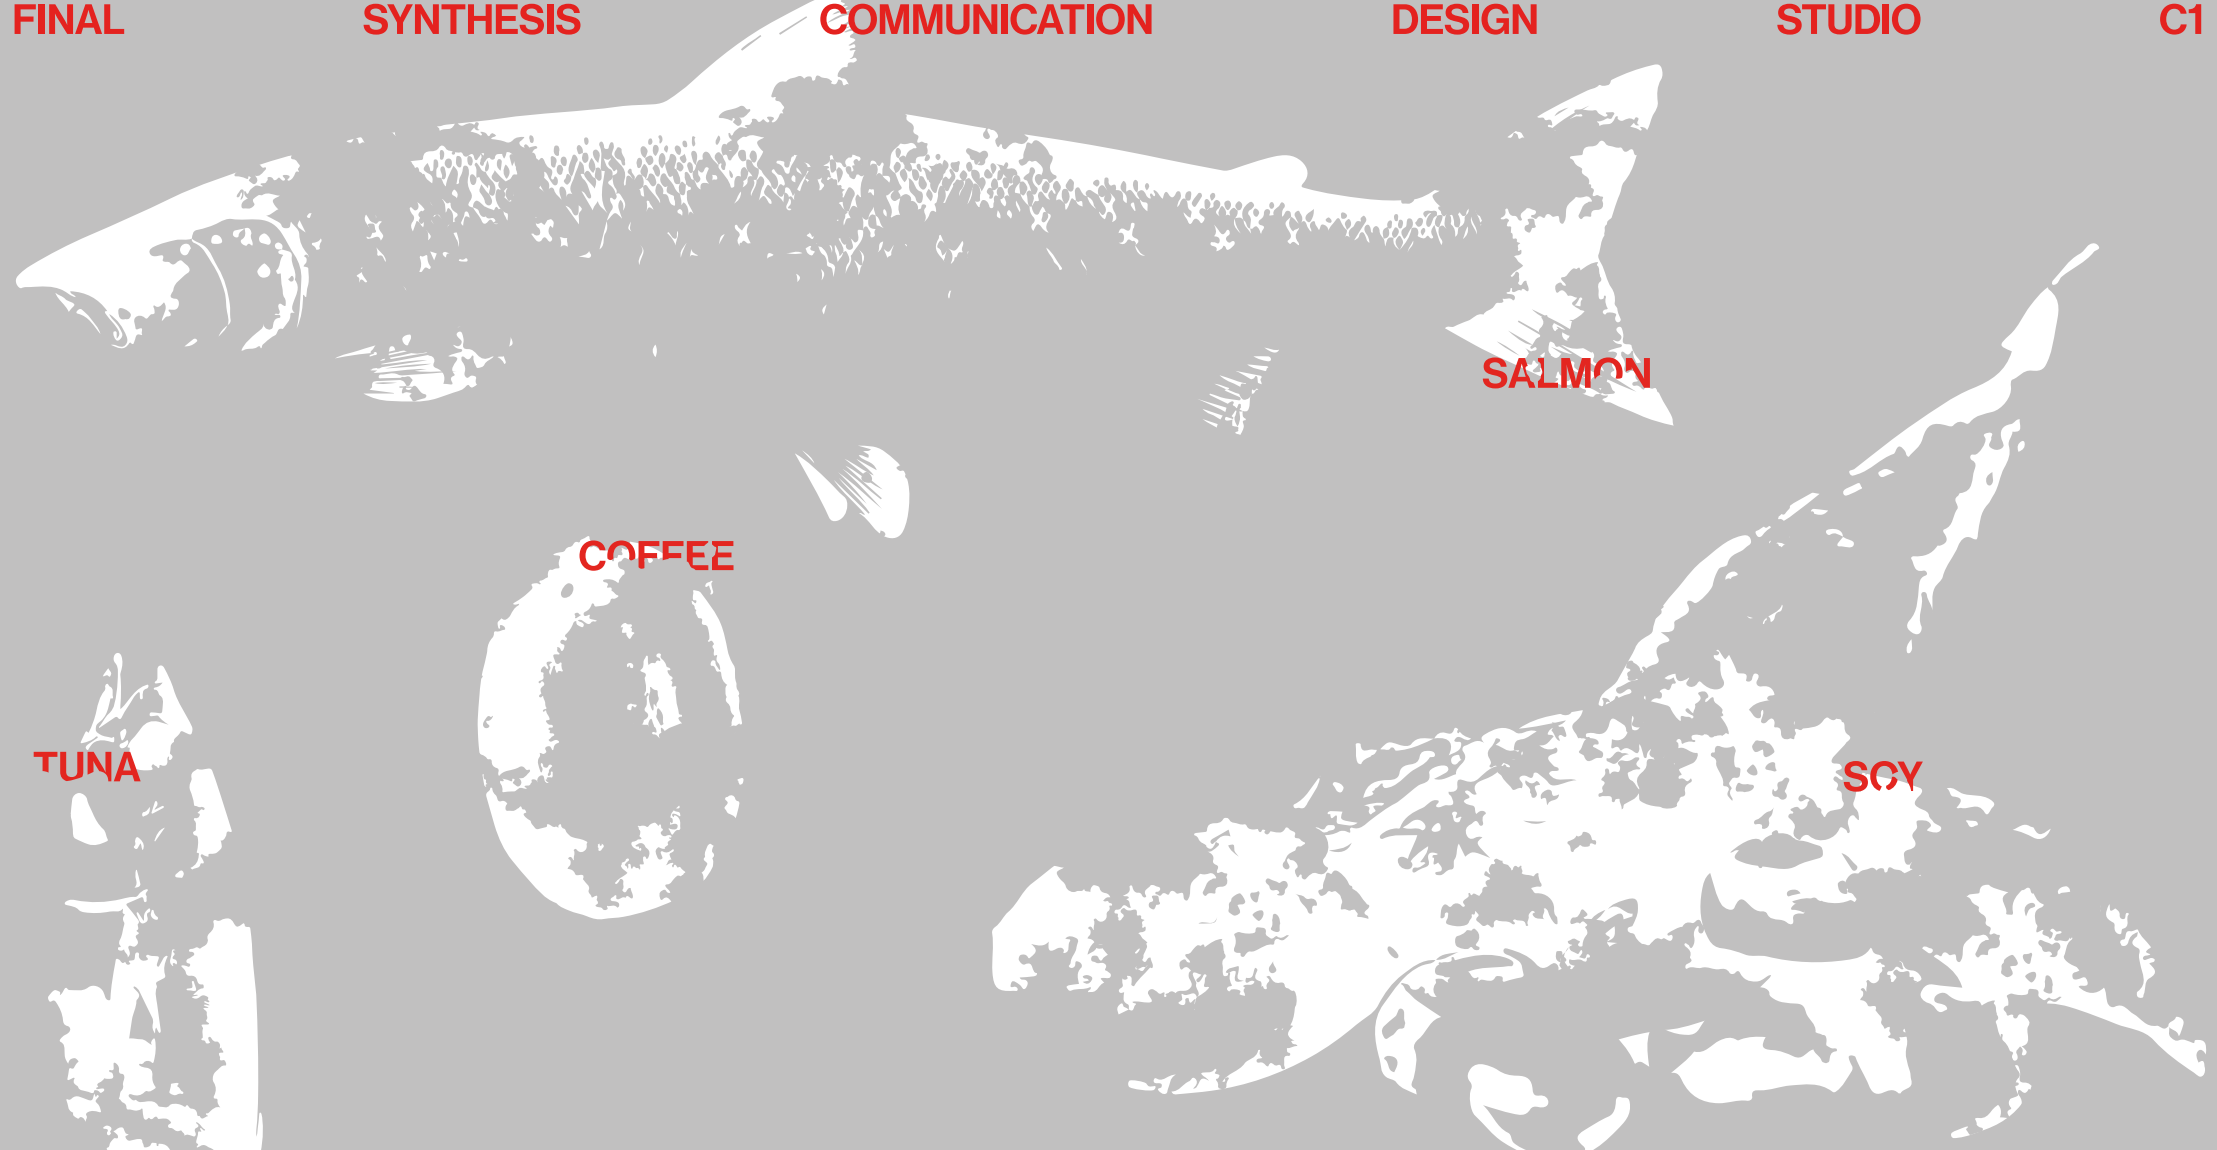 FINAL SYNTHESIS COMMUNICATION DESIGN STUDIO C1
SALMON
COFFEE
TUNA
SOY